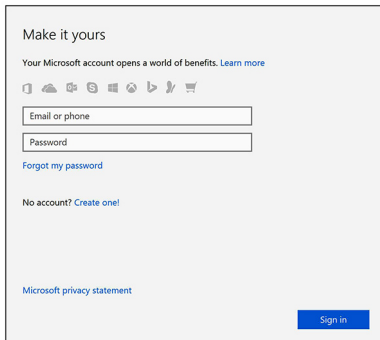 Make it yours
Your Microsoft account opens a world of benefits. Learn more
Email or phone
Password
Forgot my password
No account? Create one!
Microsoft privacy statement
Sign in